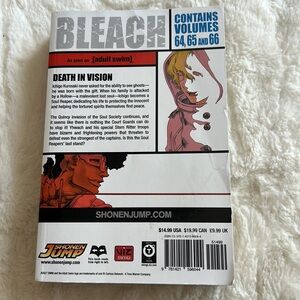 BLEACH
CONTAINS
VOLUMES
64, 65 AND 66
As seen on [adult swim]
DEATH IN VISION
Ichigo Kurosaki never asked for the ability to see ghosts—
he was born with the gift. When his family is attacked
by a Hollow—a malevolent lost soul—Ichigo becomes a
Soul Reaper, dedicating his life to protecting the innocent
and helping the tortured spirits themselves find peace.
The Quincy invasion of the Soul Society continues, and
it seems like there is nothing the Court Guards can do
to stop it! Yhwach and his special Stern Ritter troops
have bizarre and frightening powers that threaten to
defeat even the strongest of the captains. Is this the Soul
Reapers' last stand?
SHONENJUMP.COM
$14.99 USA $19.99 CAN £9.99 UK
SHONEN
JUMP
www.shonenjump.com